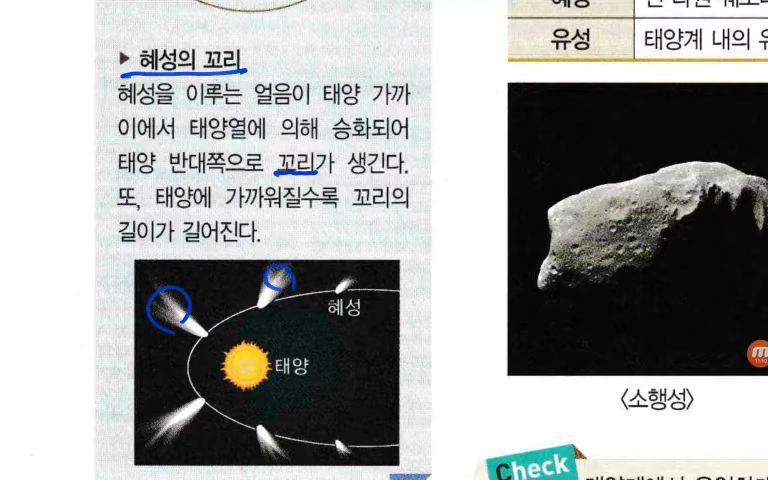 ▶ 혜성의 꼬리
혜성을 이루는 얼음이 태양 가까
이에서 태양열에 의해 승화되어
태양 반대쪽으로 꼬리가 생긴다.
또, 태양에 가까워질수록 꼬리의
길이가 길어진다.
혜성
태양
유성
태양계 내의
〈소행성〉
Check